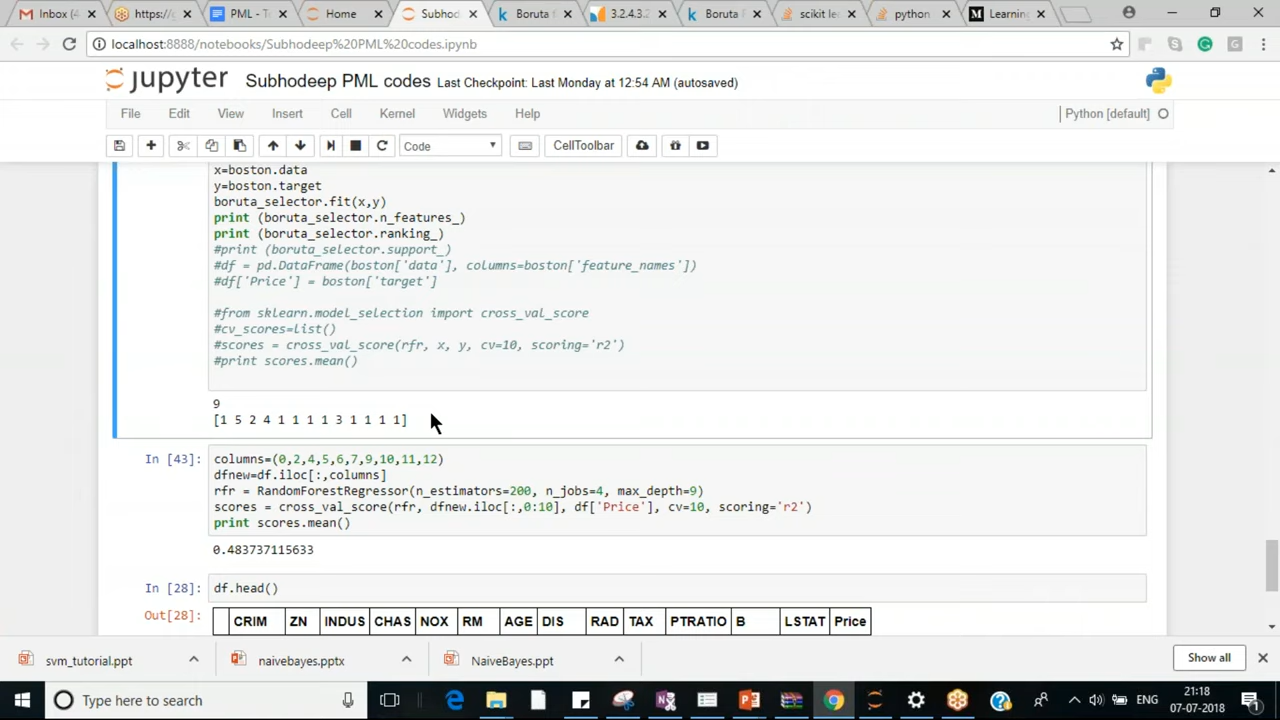 Inbox (4
https://g
PML - T
Home
Subhod
Boruta f
3.2.4.3.2
Boruta F
scikit le
python
Learning
localhost:8888/notebooks/Subhodeep%20PML%20codes.ipynb
jupyter Subhodeep PML codes Last Checkpoint: Last Monday at 12:54 AM (autosaved)
File Edit View Insert Cell Kernel Widgets Help Python [default]
Code CellToolbar
x=boston.data
y=boston.target
boruta_selector.fit(x,y)
print (boruta_selector.n_features_)
print (boruta_selector.ranking_)
#print (boruta_selector.support_)
#df = pd.DataFrame(boston['data'], columns=boston['feature_names'])
#df['Price'] = boston['target']
#from sklearn.model_selection import cross_val_score
#cv_scores=list()
#scores = cross_val_score(rfr, x, y, cv=10, scoring='r2')
#print scores.mean()
9
[1 5 2 4 1 1 1 1 3 1 1 1 1]
In [43]: columns=(0,2,4,5,6,7,9,10,11,12)
dfnew=df.iloc[:,columns]
rfr = RandomForestRegressor(n_estimators=200, n_jobs=4, max_depth=9)
scores = cross_val_score(rfr, dfnew.iloc[:,0:10], df['Price'], cv=10, scoring='r2')
print scores.mean()
0.483737115633
In [28]: df.head()
Out[28]: CRIM ZN INDUS CHAS NOX RM AGE DIS RAD TAX PTRATIO B LSTAT Price
svm_tutorial.ppt naivebayes.pptx NaiveBayes.ppt Show all
Type here to search ENG 21:18
07-07-2018